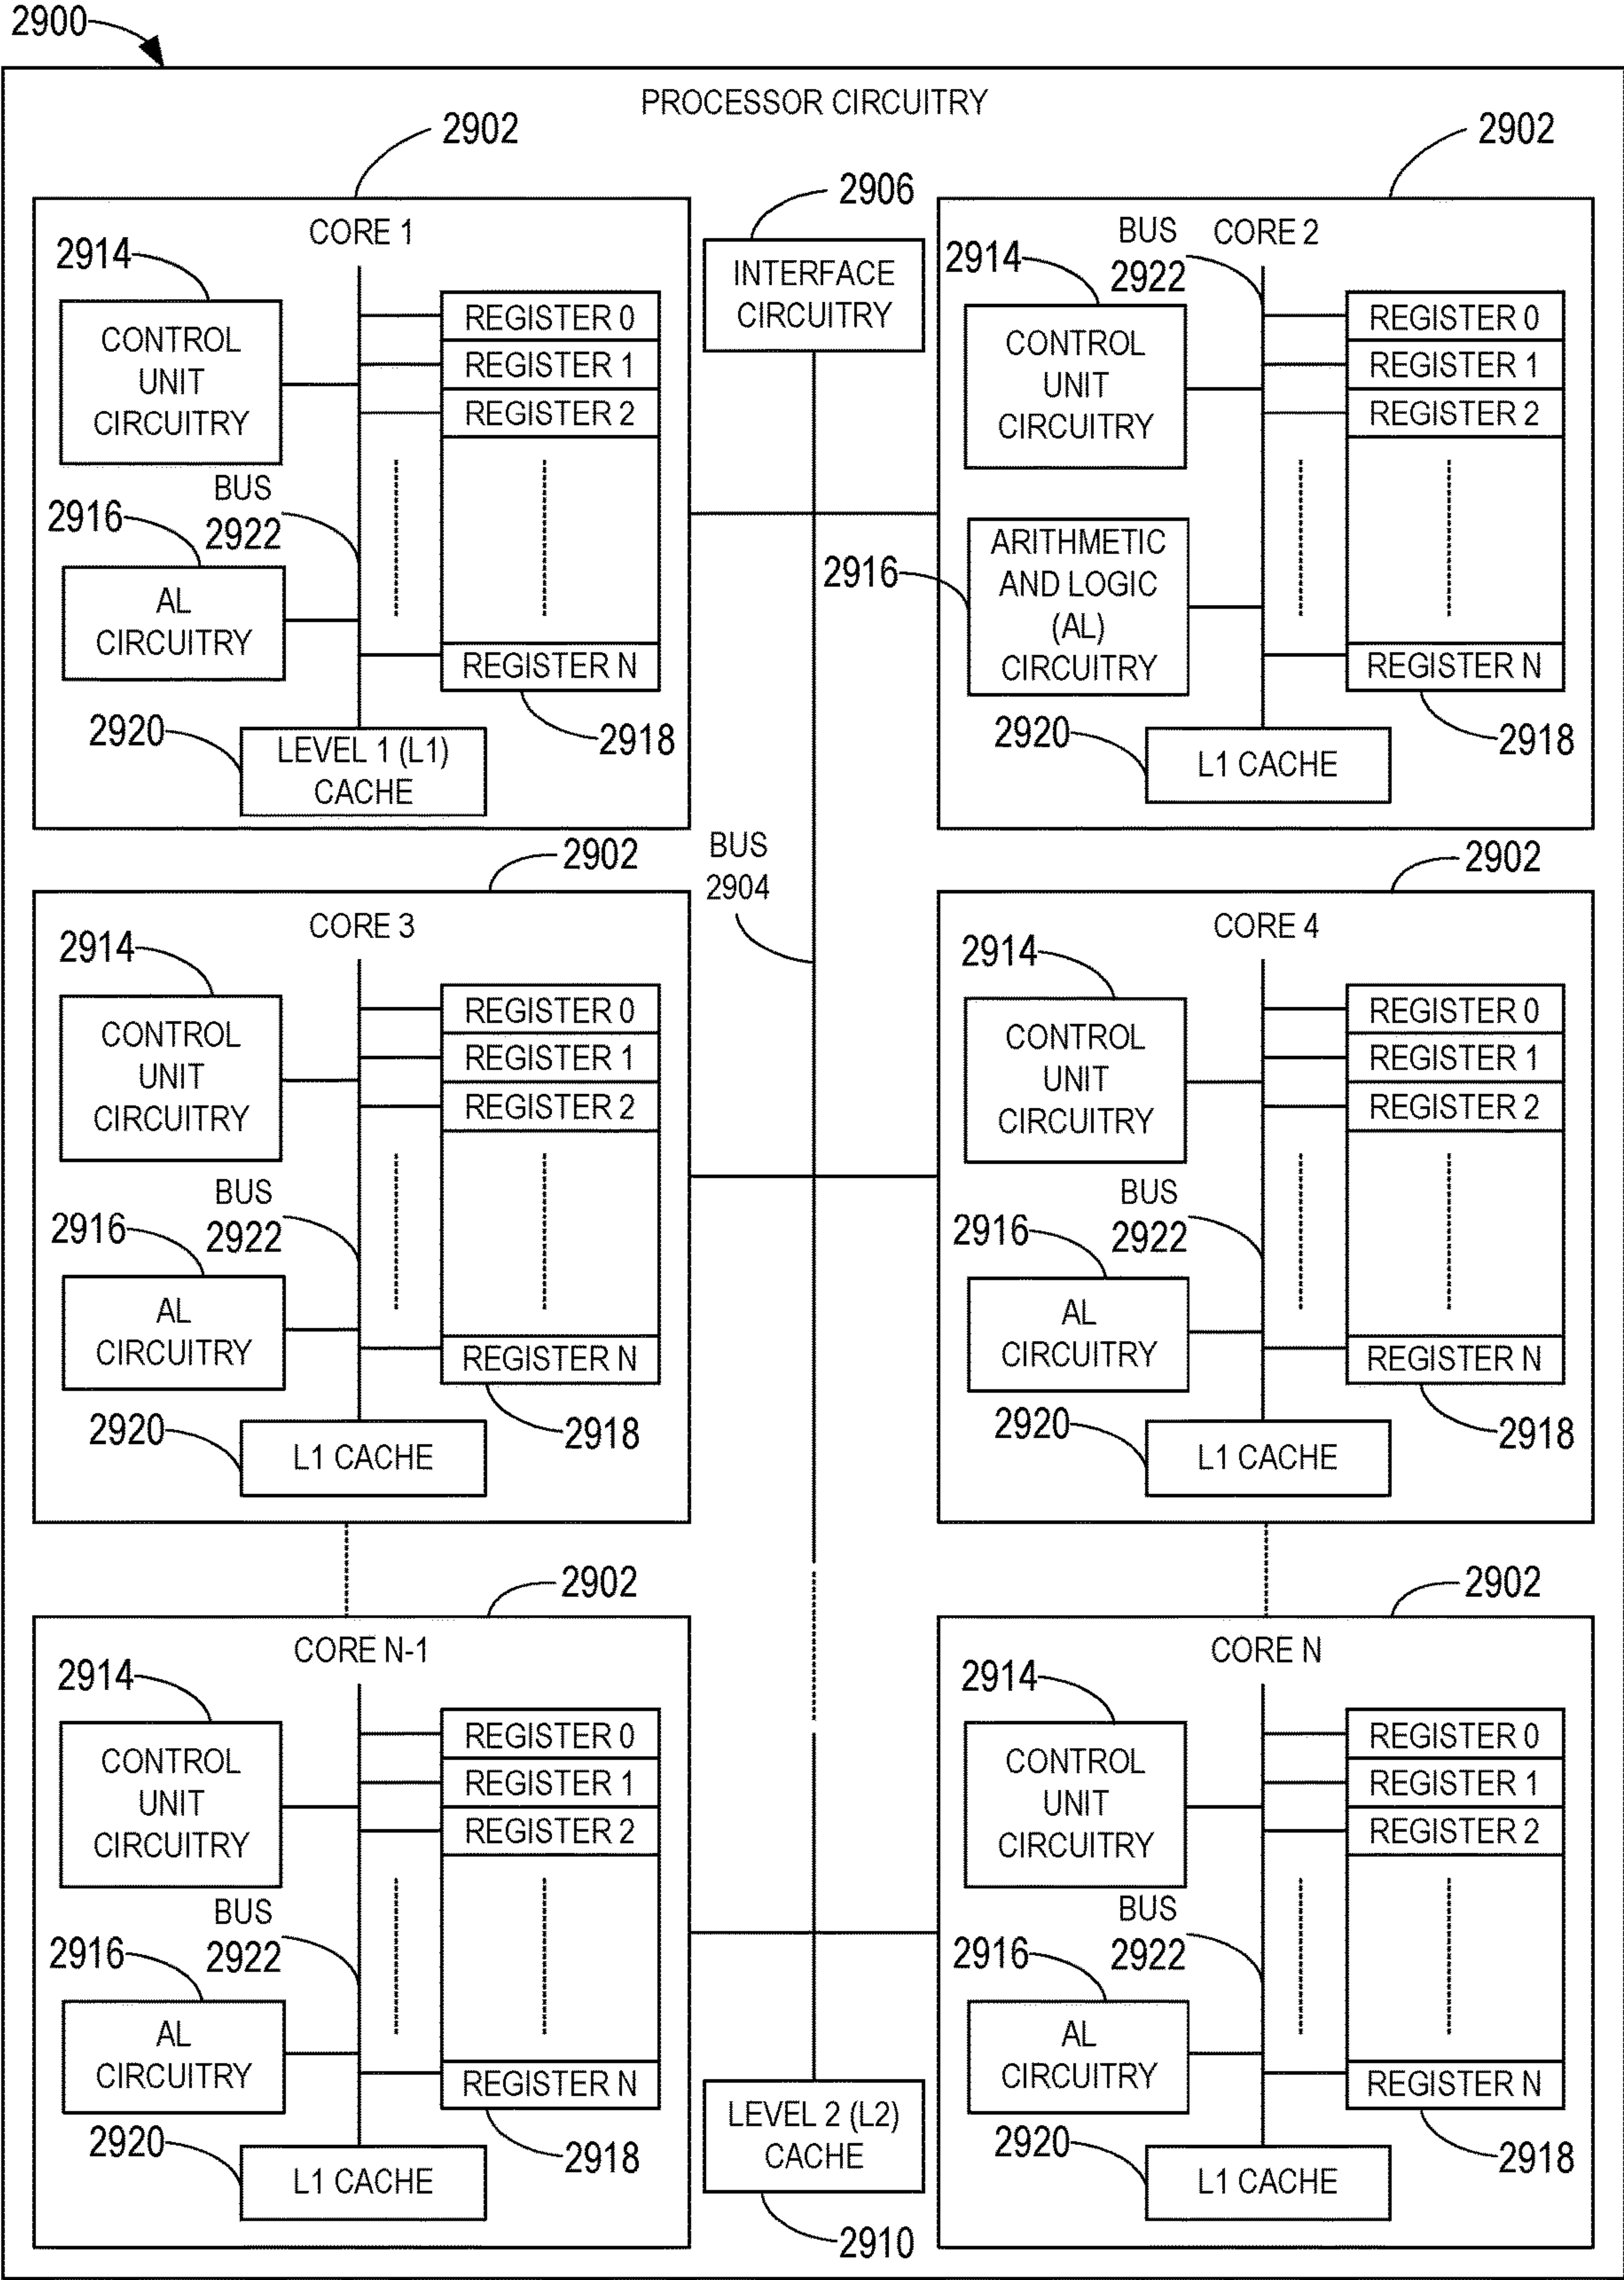 2900
PROCESSOR CIRCUITRY
2902
CORE 1
2914
CONTROL
UNIT
CIRCUITRY
REGISTER 0
REGISTER 1
REGISTER 2
BUS
2922
2916
AL
CIRCUITRY
REGISTER N
2918
2920
LEVEL 1 (L1)
CACHE
2906
INTERFACE
CIRCUITRY
2902
BUS
2922
CORE 2
2914
CONTROL
UNIT
CIRCUITRY
REGISTER 0
REGISTER 1
REGISTER 2
2916
ARITHMETIC
AND LOGIC
(AL)
CIRCUITRY
REGISTER N
2918
2920
L1 CACHE
BUS
2904
2902
CORE 3
2914
CONTROL
UNIT
CIRCUITRY
REGISTER 0
REGISTER 1
REGISTER 2
BUS
2922
2916
AL
CIRCUITRY
REGISTER N
2918
2920
L1 CACHE
2902
CORE 4
2914
CONTROL
UNIT
CIRCUITRY
REGISTER 0
REGISTER 1
REGISTER 2
BUS
2922
2916
AL
CIRCUITRY
REGISTER N
2918
2920
L1 CACHE
2902
CORE N-1
2914
CONTROL
UNIT
CIRCUITRY
REGISTER 0
REGISTER 1
REGISTER 2
BUS
2922
2916
AL
CIRCUITRY
REGISTER N
2918
2920
L1 CACHE
LEVEL 2 (L2)
CACHE
2910
2902
CORE N
2914
CONTROL
UNIT
CIRCUITRY
REGISTER 0
REGISTER 1
REGISTER 2
BUS
2922
2916
AL
CIRCUITRY
REGISTER N
2918
2920
L1 CACHE